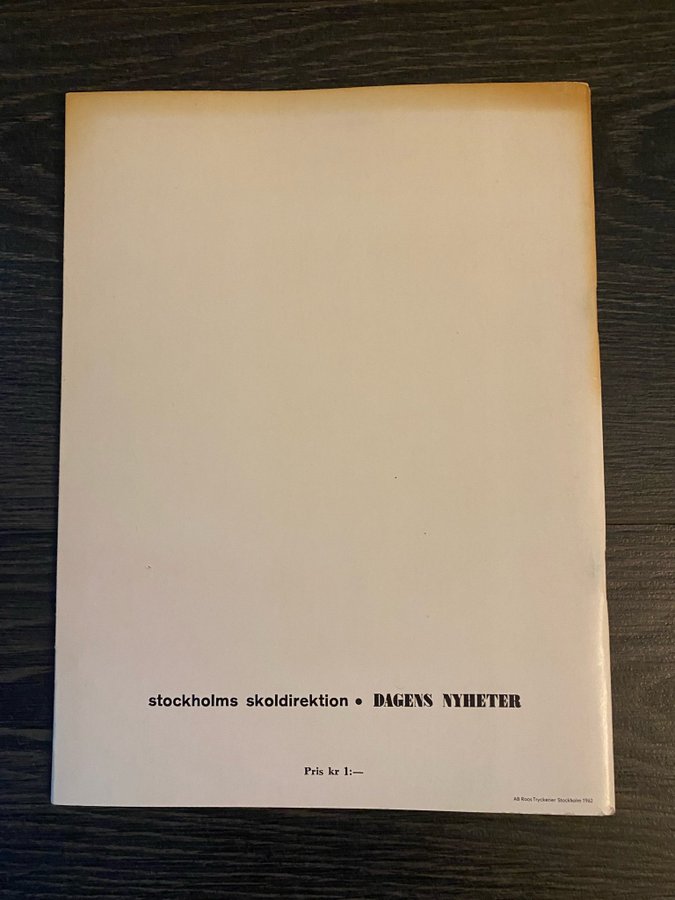 stockholms skoldirektion • DAGENS NYHETER
Pris kr 1:—
AB Roos Tryckerier Stockholm 1962